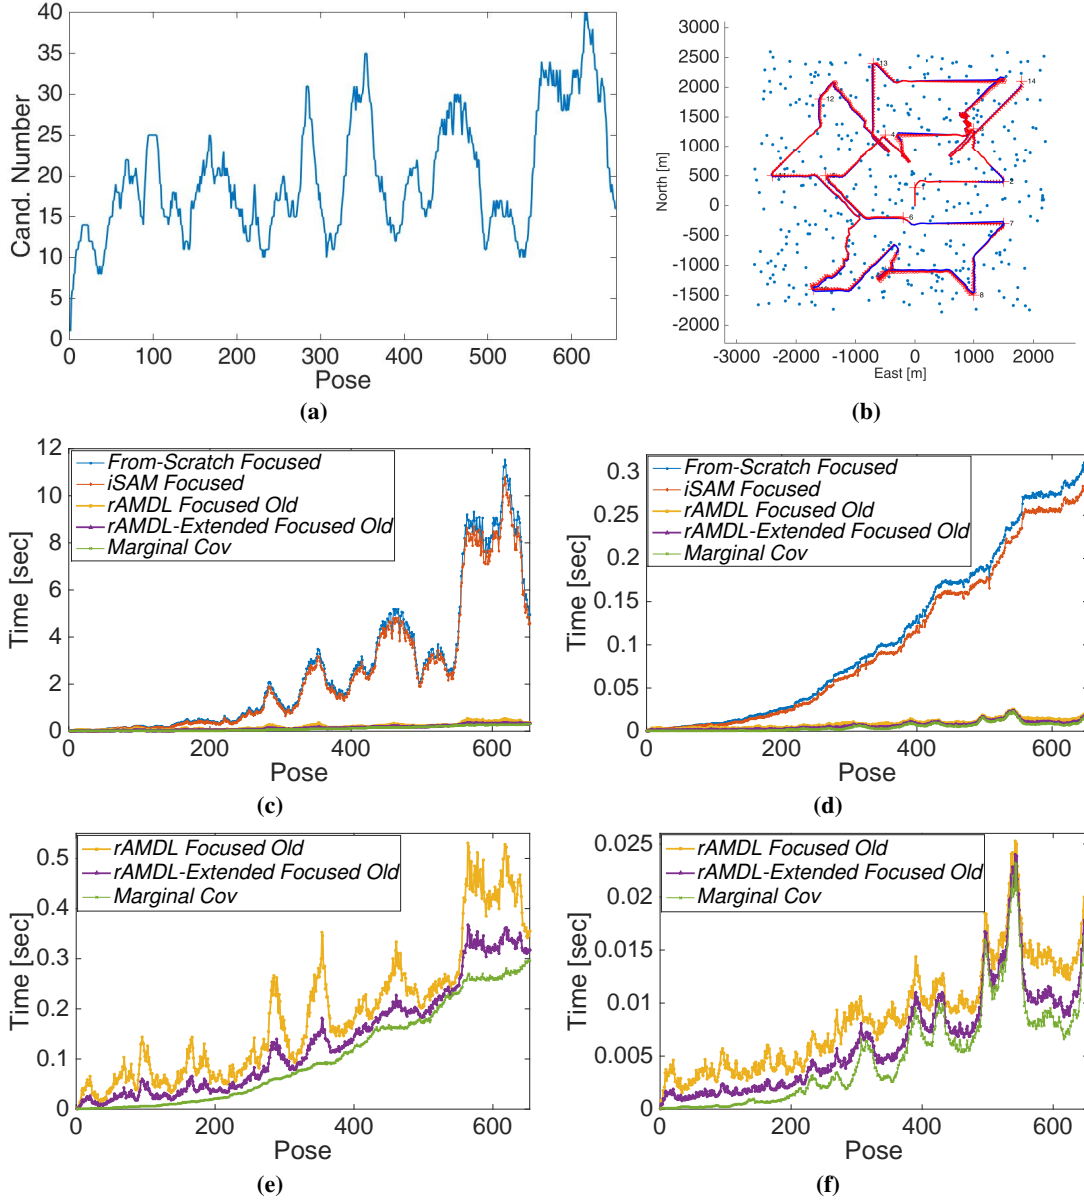 40
35
30
25
20
15
10
5
0
Cand. Number
0 100 200 300 400 500 600
Pose
(a)
3000
2500
2000
1500
1000
500
0
-500
-1000
-1500
-2000
North [m]
13
14
12
4
2
6
7
8
-3000 -2000 -1000 0 1000 2000
East [m]
(b)
12
10
8
6
4
2
0
Time [sec]
From-Scratch Focused
iSAM Focused
rAMDL Focused Old
rAMDL-Extended Focused Old
Marginal Cov
0 200 400 600
Pose
(c)
0.3
0.25
0.2
0.15
0.1
0.05
0
Time [sec]
From-Scratch Focused
iSAM Focused
rAMDL Focused Old
rAMDL-Extended Focused Old
Marginal Cov
0 200 400 600
Pose
(d)
0.5
0.4
0.3
0.2
0.1
0
Time [sec]
rAMDL Focused Old
rAMDL-Extended Focused Old
Marginal Cov
0 200 400 600
Pose
(e)
0.025
0.02
0.015
0.01
0.005
0
Time [sec]
rAMDL Focused Old
rAMDL-Extended Focused Old
Marginal Cov
0 200 400 600
Pose
(f)